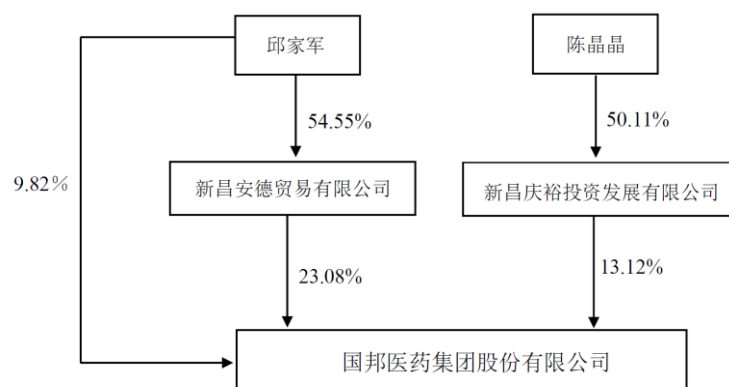 邱家军
陈晶晶
54.55%
50.11%
9.82%
新昌安德贸易有限公司
新昌庆裕投资发展有限公司
23.08%
13.12%
国邦医药集团股份有限公司